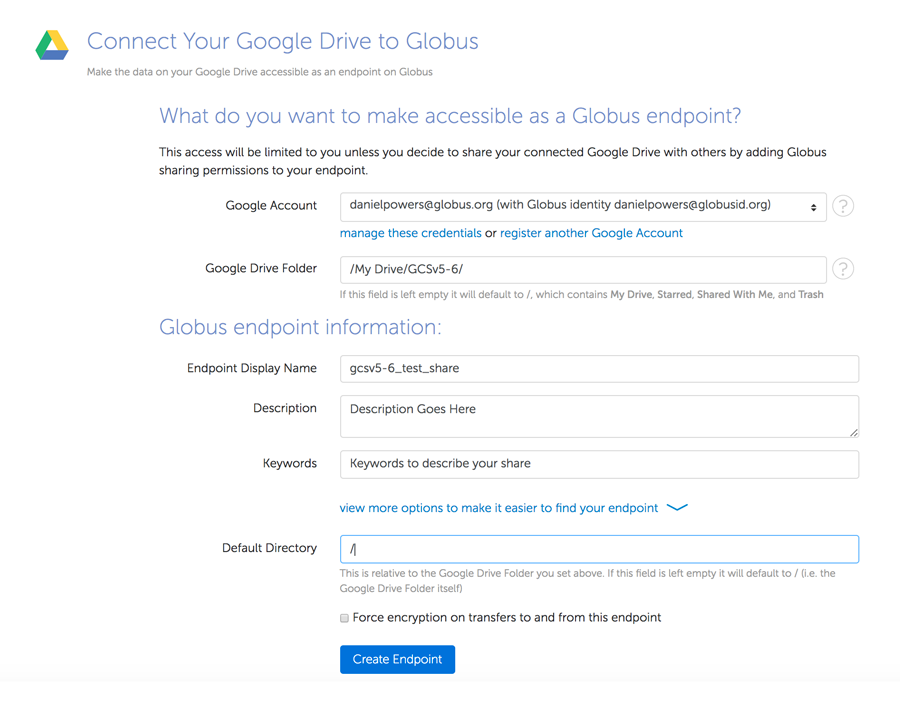 Connect Your Google Drive to Globus
Make the data on your Google Drive accessible as an endpoint on Globus
What do you want to make accessible as a Globus endpoint?
This access will be limited to you unless you decide to share your connected Google Drive with others by adding Globus
sharing permissions to your endpoint.
Google Account danielpowers@globus.org (with Globus identity danielpowers@globusid.org) ?
manage these credentials or register another Google Account
Google Drive Folder /My Drive/GCSv5-6/ ?
If this field is left empty it will default to /, which contains My Drive, Starred, Shared With Me, and Trash
Globus endpoint information:
Endpoint Display Name gcsv5-6_test_share
Description Description Goes Here
Keywords Keywords to describe your share
view more options to make it easier to find your endpoint
Default Directory /
This is relative to the Google Drive Folder you set above. If this field is left empty it will default to / (i.e. the
Google Drive Folder itself)
Force encryption on transfers to and from this endpoint
Create Endpoint